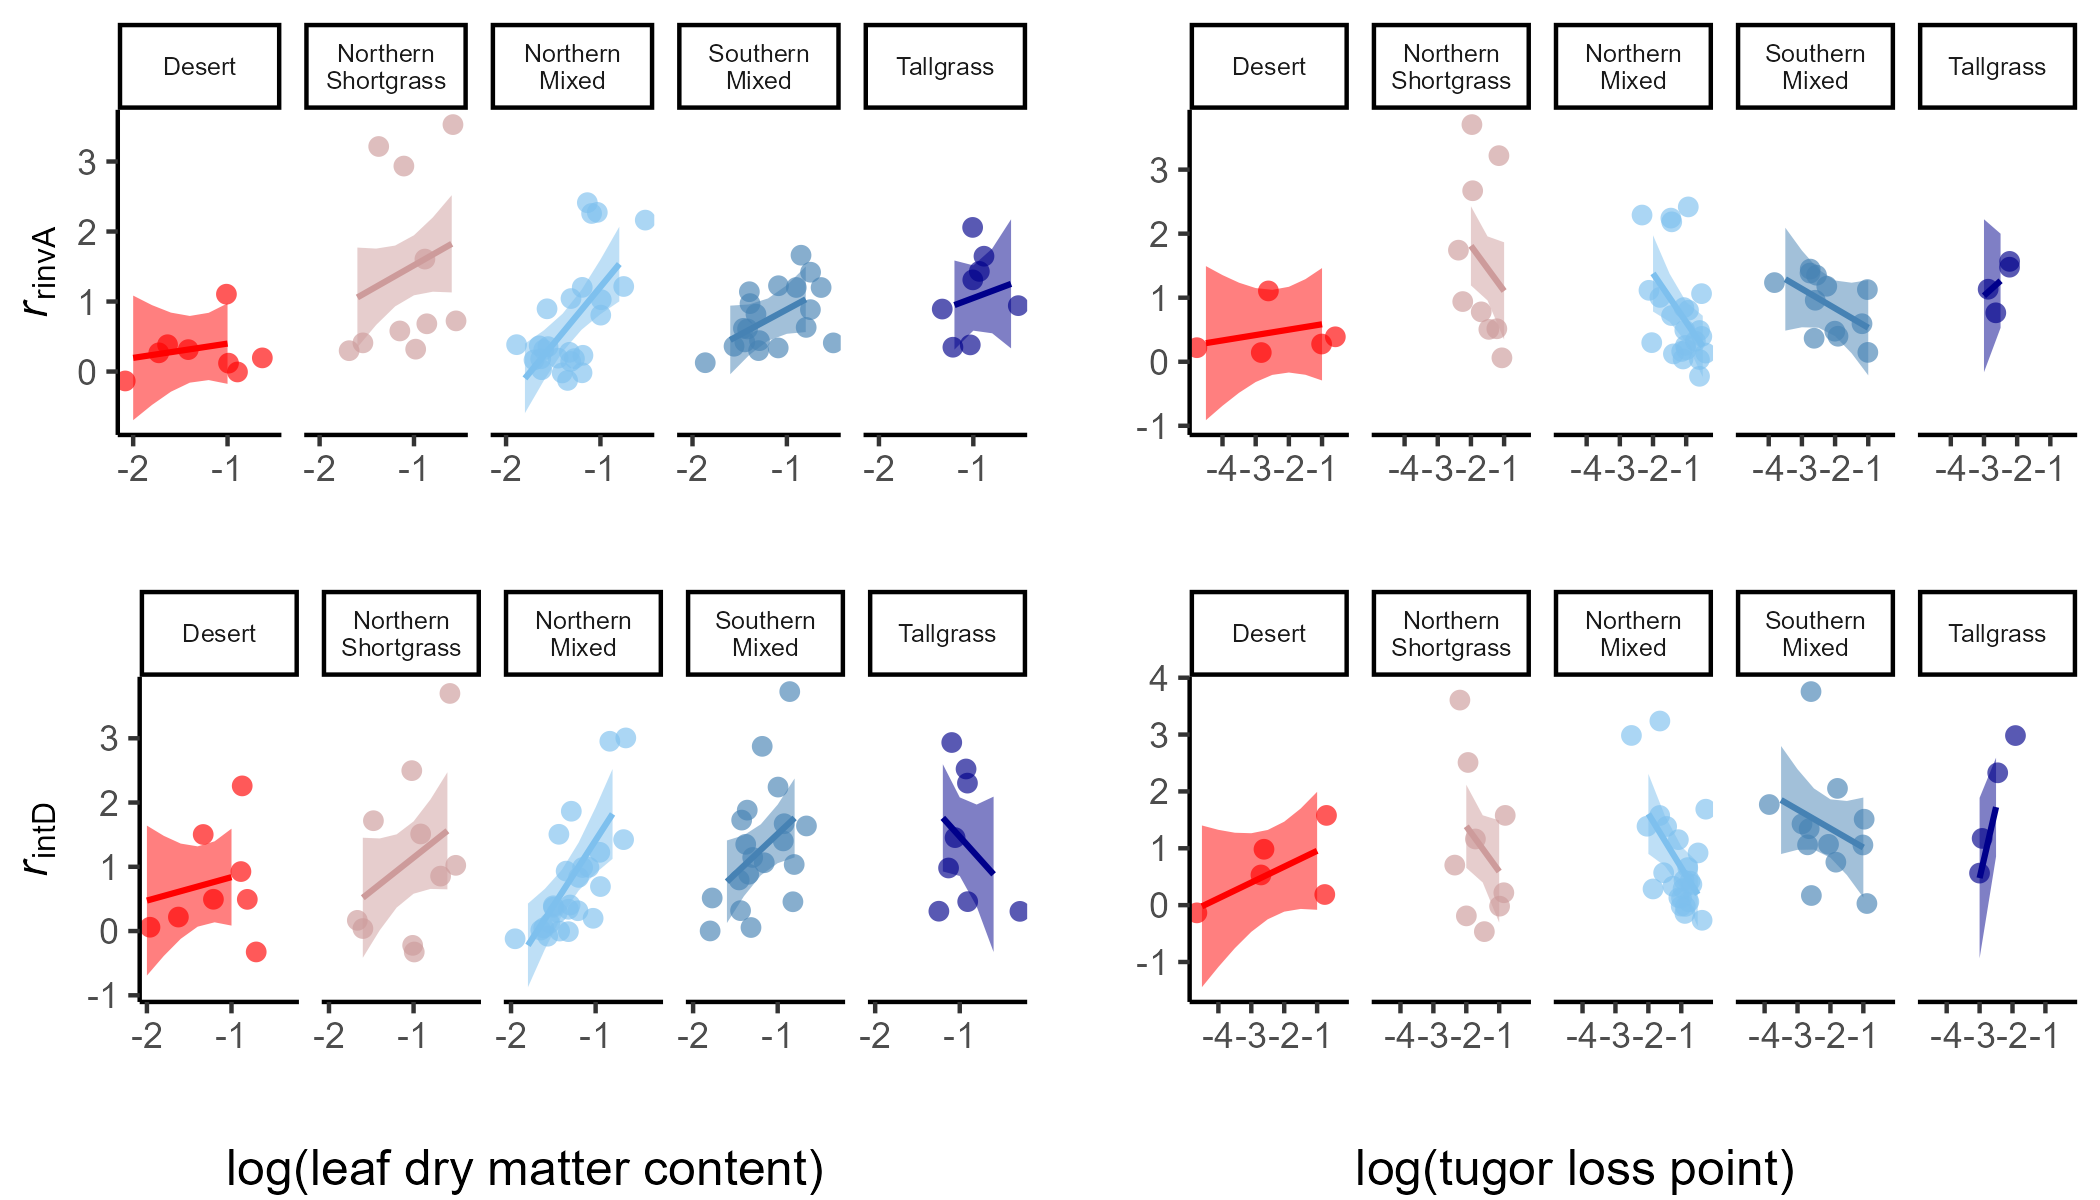 Desert
Northern
Shortgrass
Northern
Mixed
Southern
Mixed
Tallgrass
Desert
Northern
Shortgrass
Northern
Mixed
Southern
Mixed
Tallgrass
rrinvA
3
2
1
0
3
2
1
0
-1
-2 -1 -2 -1 -2 -1 -2 -1 -2 -1
-4-3-2-1 -4-3-2-1 -4-3-2-1 -4-3-2-1 -4-3-2-1
Desert
Northern
Shortgrass
Northern
Mixed
Southern
Mixed
Tallgrass
Desert
Northern
Shortgrass
Northern
Mixed
Southern
Mixed
Tallgrass
rintD
3
2
1
0
-1
4
3
2
1
0
-1
-2 -1 -2 -1 -2 -1 -2 -1 -2 -1
-4-3-2-1 -4-3-2-1 -4-3-2-1 -4-3-2-1 -4-3-2-1
log(leaf dry matter content)
log(tugor loss point)